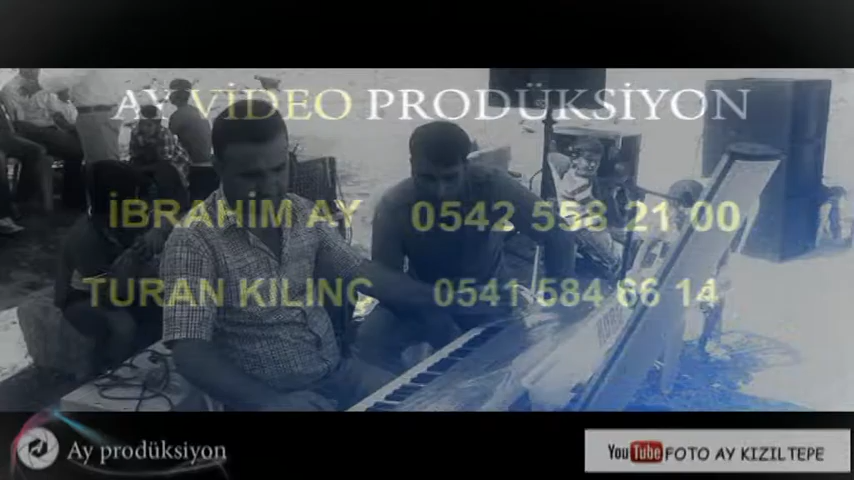 AY VİDEO PRODÜKSİYON
İBRAHİM AY 0542 558 21 00
TURAN KILINÇ 0541 584 66 14
Ay prodüksiyon
YouTube FOTO AY KIZILTEPE